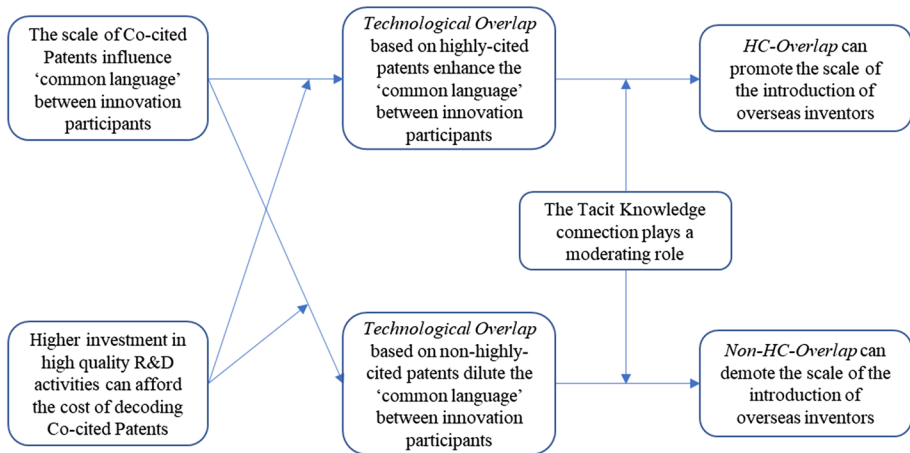 The scale of Co-cited
Patents influence
‘common language’
between innovation
participants
Technological Overlap
based on highly-cited
patents enhance the
‘common language’
between innovation
participants
HC-Overlap can
promote the scale of
the introduction of
overseas inventors
The Tacit Knowledge
connection plays a
moderating role
Higher investment in
high quality R&D
activities can afford
the cost of decoding
Co-cited Patents
Technological Overlap
based on non-highly-
cited patents dilute the
‘common language’
between innovation
participants
Non-HC-Overlap can
demote the scale of the
introduction of
overseas inventors